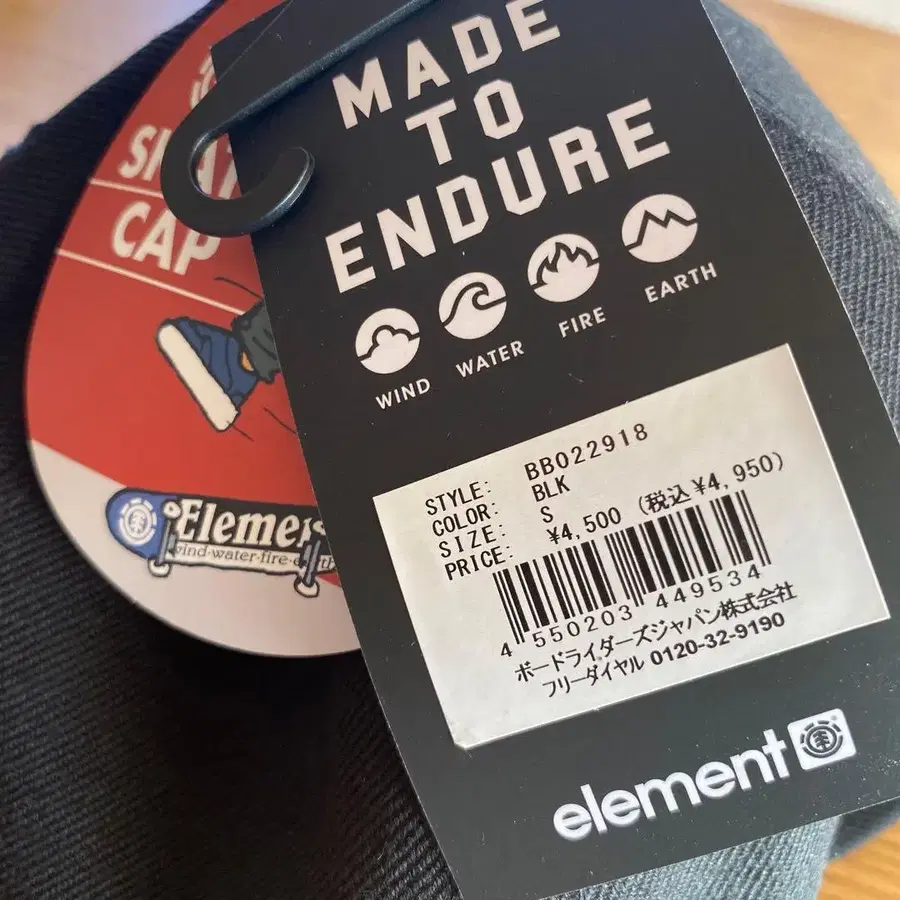 MADE
TO
ENDURE
WIND
WATER
FIRE
EARTH
STYLE: BB022918
COLOR: BLK
SIZE: S
PRICE: ¥4,500 (税込¥4,950)
4 550203 449534
ボードライダーズジャパン株式会社
フリーダイヤル 0120-32-9190
element
CAP
wind-water-fire-